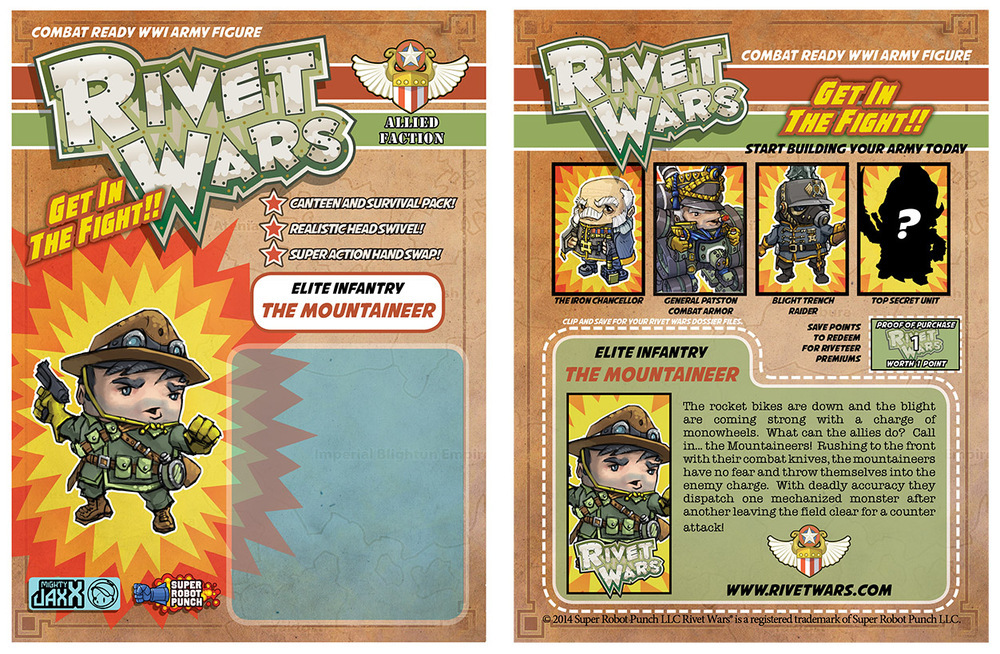 COMBAT READY WWI ARMY FIGURE
RIVET
WARS
ALLIED
FACTION
GET IN
THE FIGHT!!
CANTEEN AND SURVIVAL PACK!
REALISTIC HEAD SWIVEL!
SUPER ACTION HAND SWAP!
ELITE INFANTRY
THE MOUNTAINEER
Imperial Blightun Empire
MIGHTY
JAXX
SUPER
ROBOT
PUNCH
RIVET
WARS
COMBAT READY WWI ARMY FIGURE
GET IN
THE FIGHT!!
START BUILDING YOUR ARMY TODAY
?
THE IRON CHANCELLOR
GENERAL PATSTON
COMBAT ARMOR
BLIGHT TRENCH
RAIDER
TOP SECRET UNIT
CLIP AND SAVE FOR YOUR RIVET WARS DOSSIER FILES.
SAVE POINTS
TO REDEEM
FOR RIVETEER
PREMIUMS
PROOF OF PURCHASE
RIVET
WARS
1
WORTH 1 POINT
ELITE INFANTRY
THE MOUNTAINEER
The rocket bikes are down and the blight
are coming strong with a charge of
monowheels. What can the allies do? Call
in... the Mountaineers! Rushing to the front
with their combat knives, the mountaineers
have no fear and throw themselves into the
enemy charge. With deadly accuracy they
dispatch one mechanized monster after
another leaving the field clear for a counter
attack!
RIVET
WARS
WWW.RIVETWARS.COM
© 2014 Super Robot Punch LLC Rivet Wars® is a registered trademark of Super Robot Punch LLC.